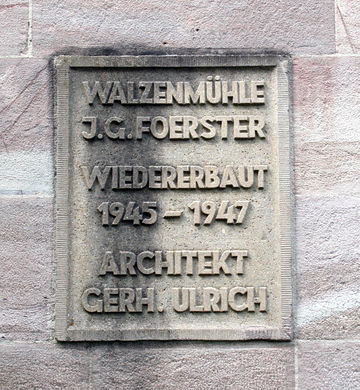 WALZENMÜHLE
J.G. FOERSTER
WIEDERERBAUT
1945 – 1947
ARCHITEKT
GERH. ULRICH